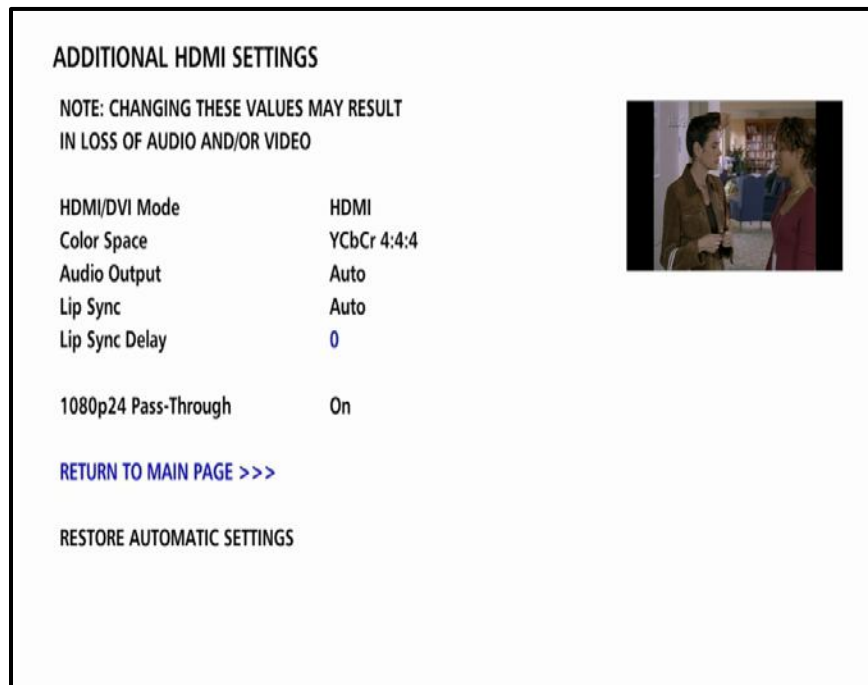 ADDITIONAL HDMI SETTINGS
NOTE: CHANGING THESE VALUES MAY RESULT
IN LOSS OF AUDIO AND/OR VIDEO
HDMI/DVI Mode HDMI
Color Space YCbCr 4:4:4
Audio Output Auto
Lip Sync Auto
Lip Sync Delay 0
1080p24 Pass-Through On
RETURN TO MAIN PAGE >>>
RESTORE AUTOMATIC SETTINGS